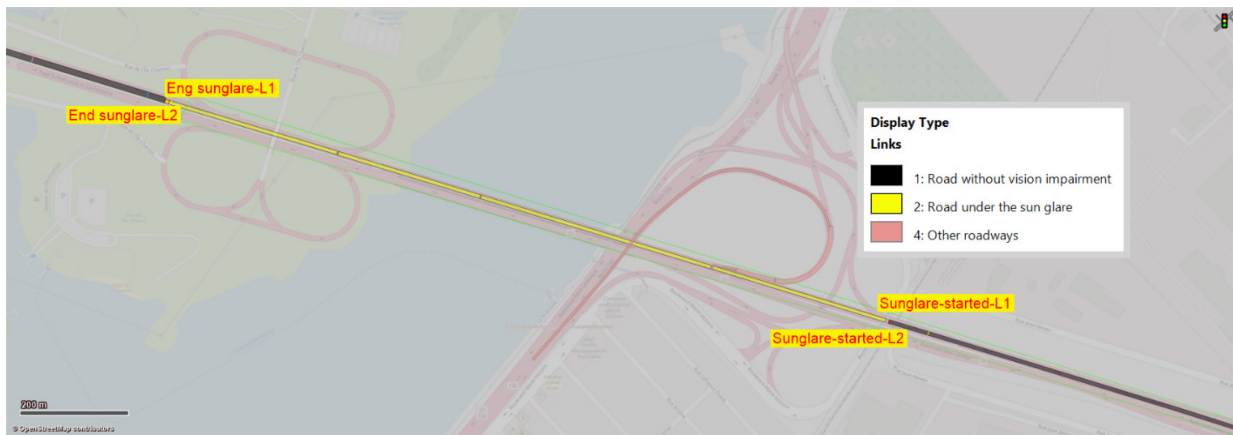 Eng sunglare-L1
End sunglare-L2
Display Type
Links
1: Road without vision impairment
2: Road under the sun glare
4: Other roadways
Sunglare-started-L1
Sunglare-started-L2
200 m
© OpenStreetMap contributors